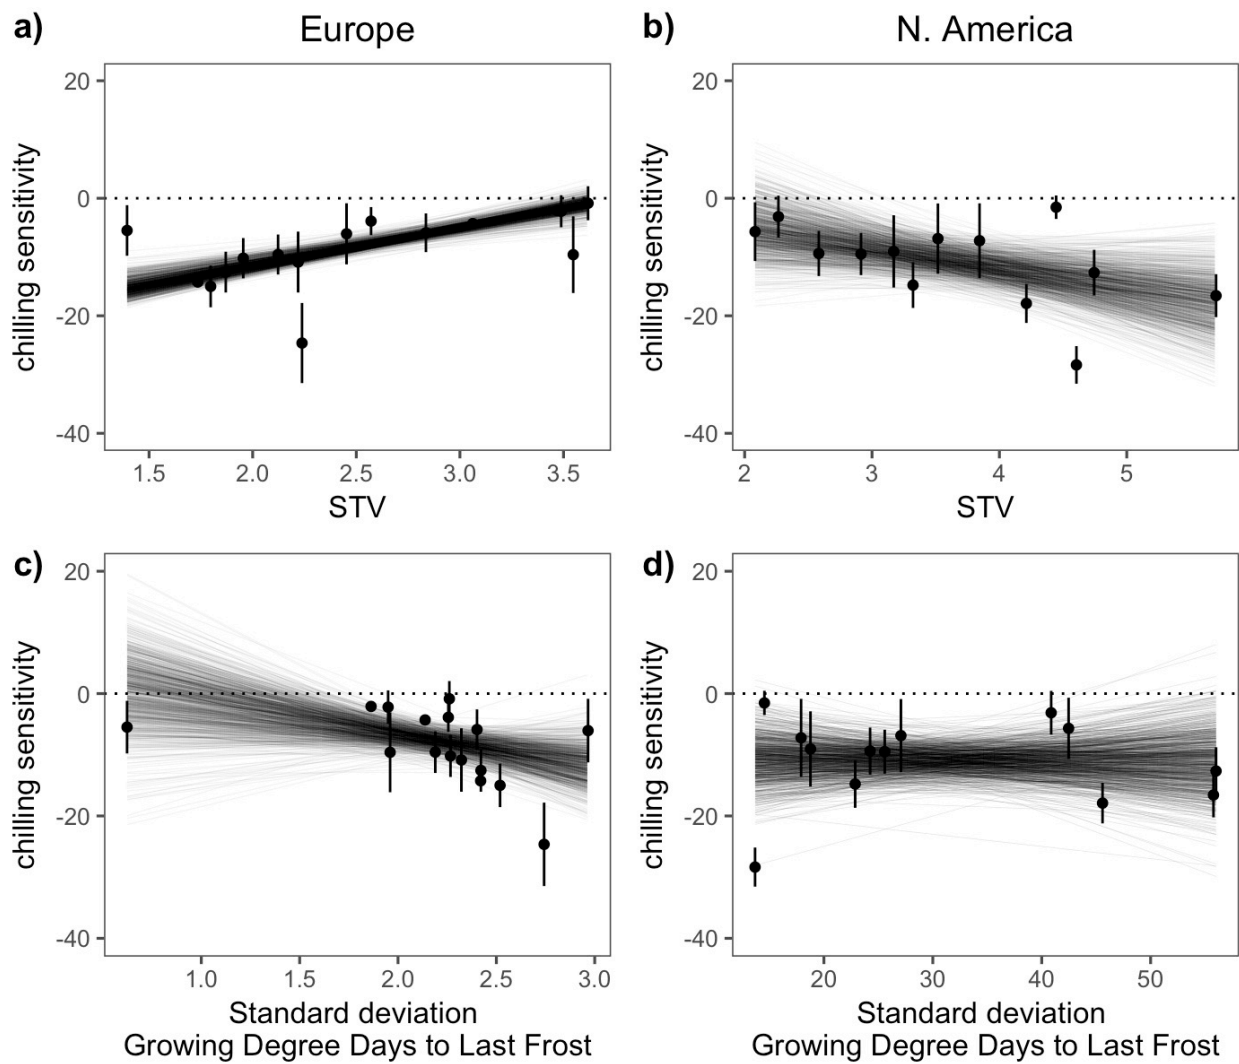 a)
Europe
b)
N. America
chilling sensitivity
20
0
-20
-40
1.5
2.0
2.5
3.0
3.5
STV
chilling sensitivity
20
0
-20
-40
2
3
4
5
STV
c)
chilling sensitivity
20
0
-20
-40
1.0
1.5
2.0
2.5
3.0
Standard deviation
Growing Degree Days to Last Frost
d)
chilling sensitivity
20
0
-20
-40
20
30
40
50
Standard deviation
Growing Degree Days to Last Frost